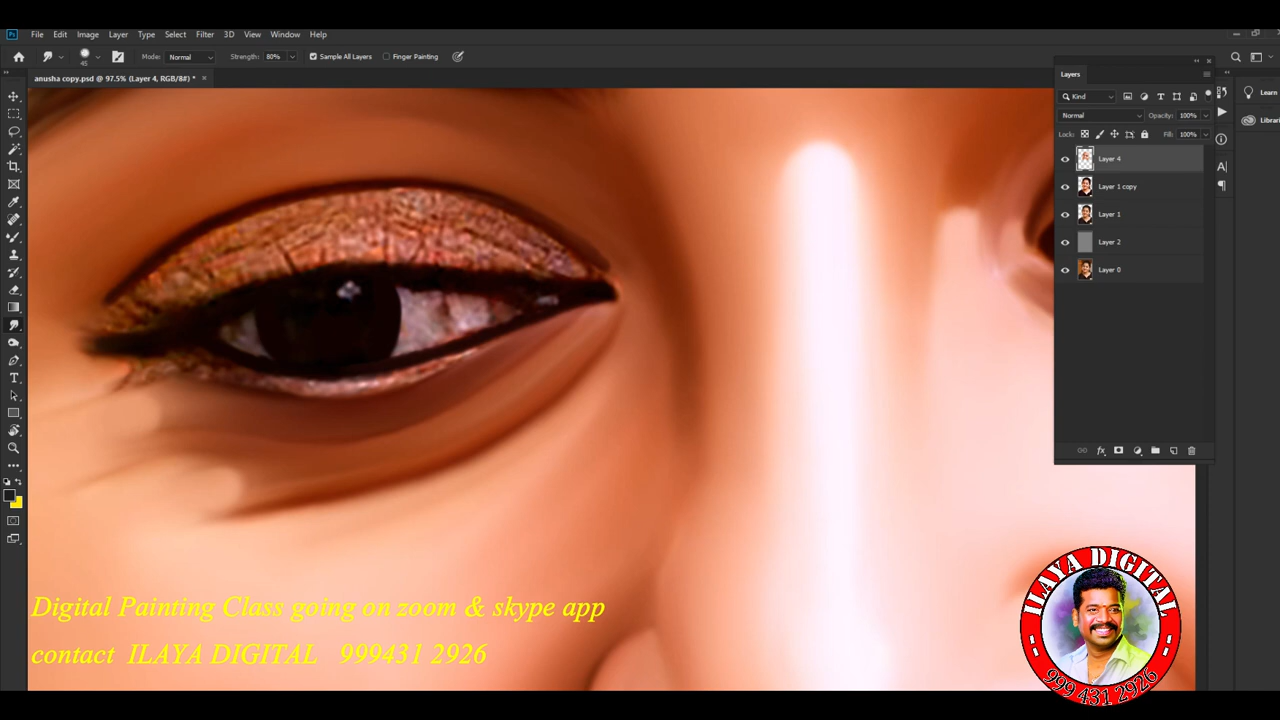 File Edit Image Layer Type Select Filter 3D View Window Help
45 Mode: Normal Strength: 80% Sample All Layers Finger Painting
anusha copy.psd @ 97.5% (Layer 4, RGB/8#) *
Layers
Kind
Normal Opacity: 100%
Lock: Fill: 100%
Layer 4
Layer 1 copy
Layer 1
Layer 2
Layer 0
Learn
Librari
Digital Painting Class going on zoom & skype app
contact ILAYA DIGITAL 999431 2926
ILAYA DIGITAL
999 431 2926